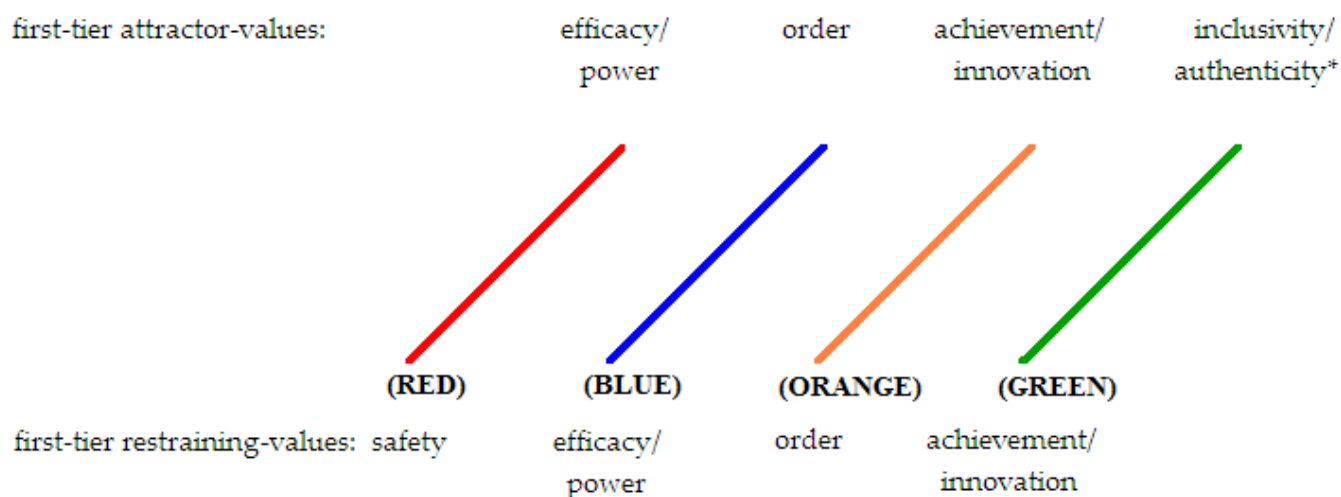 first-tier attractor-values: efficacy/ order achievement/ inclusivity/
power innovation authenticity*
(RED) (BLUE) (ORANGE) (GREEN)
first-tier restraining-values: safety efficacy/ order achievement/
power innovation